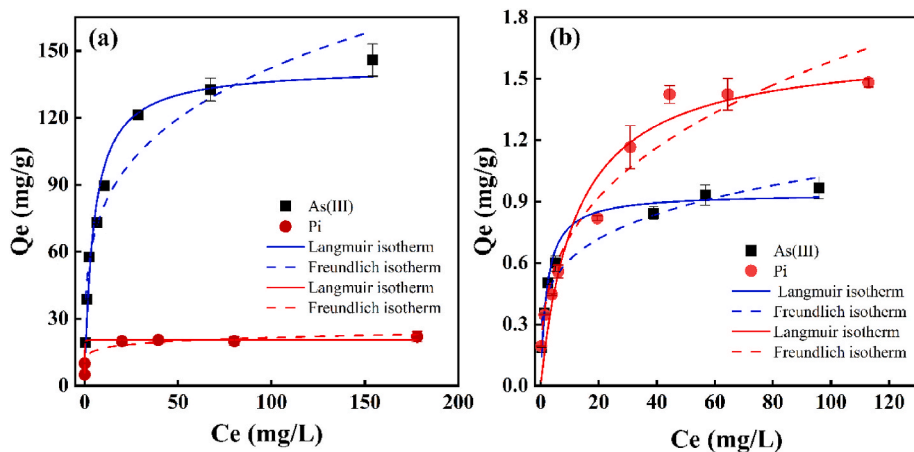 (a)
Qe (mg/g)
150
120
90
60
30
0
As(III)
Pi
Langmuir isotherm
Freundlich isotherm
Langmuir isotherm
Freundlich isotherm
0
50
100
150
200
Ce (mg/L)
(b)
Qe (mg/g)
1.8
1.5
1.2
0.9
0.6
0.3
0.0
As(III)
Pi
Langmuir isotherm
Freundlich isotherm
Langmuir isotherm
Freundlich isotherm
0
20
40
60
80
100
120
Ce (mg/L)